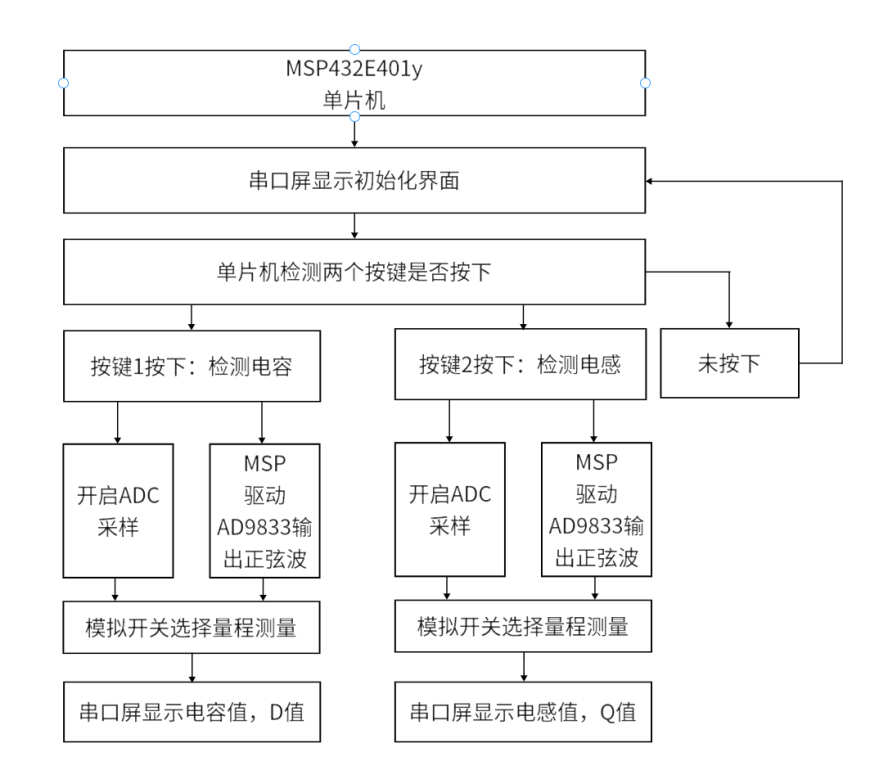 MSP432E401y
单片机
串口屏显示初始化界面
单片机检测两个按键是否按下
按键1按下：检测电容
按键2按下：检测电感
未按下
开启ADC
采样
MSP
驱动
AD9833输
出正弦波
开启ADC
采样
MSP
驱动
AD9833输
出正弦波
模拟开关选择量程测量
模拟开关选择量程测量
串口屏显示电容值，D值
串口屏显示电感值，Q值